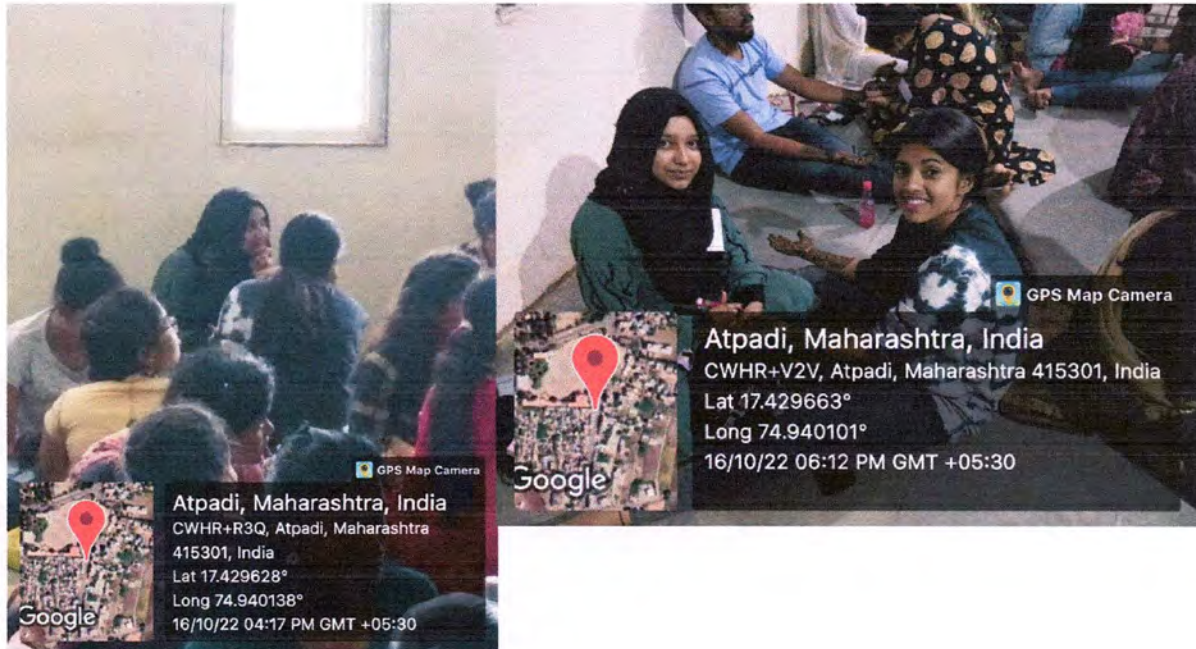 GPS Map Camera
Atpadi, Maharashtra, India
CWHR+R3Q, Atpadi, Maharashtra
415301, India
Lat 17.429628°
Long 74.940138°
16/10/22 04:17 PM GMT +05:30
Google
GPS Map Camera
Atpadi, Maharashtra, India
CWHR+V2V, Atpadi, Maharashtra 415301, India
Lat 17.429663°
Long 74.940101°
16/10/22 06:12 PM GMT +05:30
Google